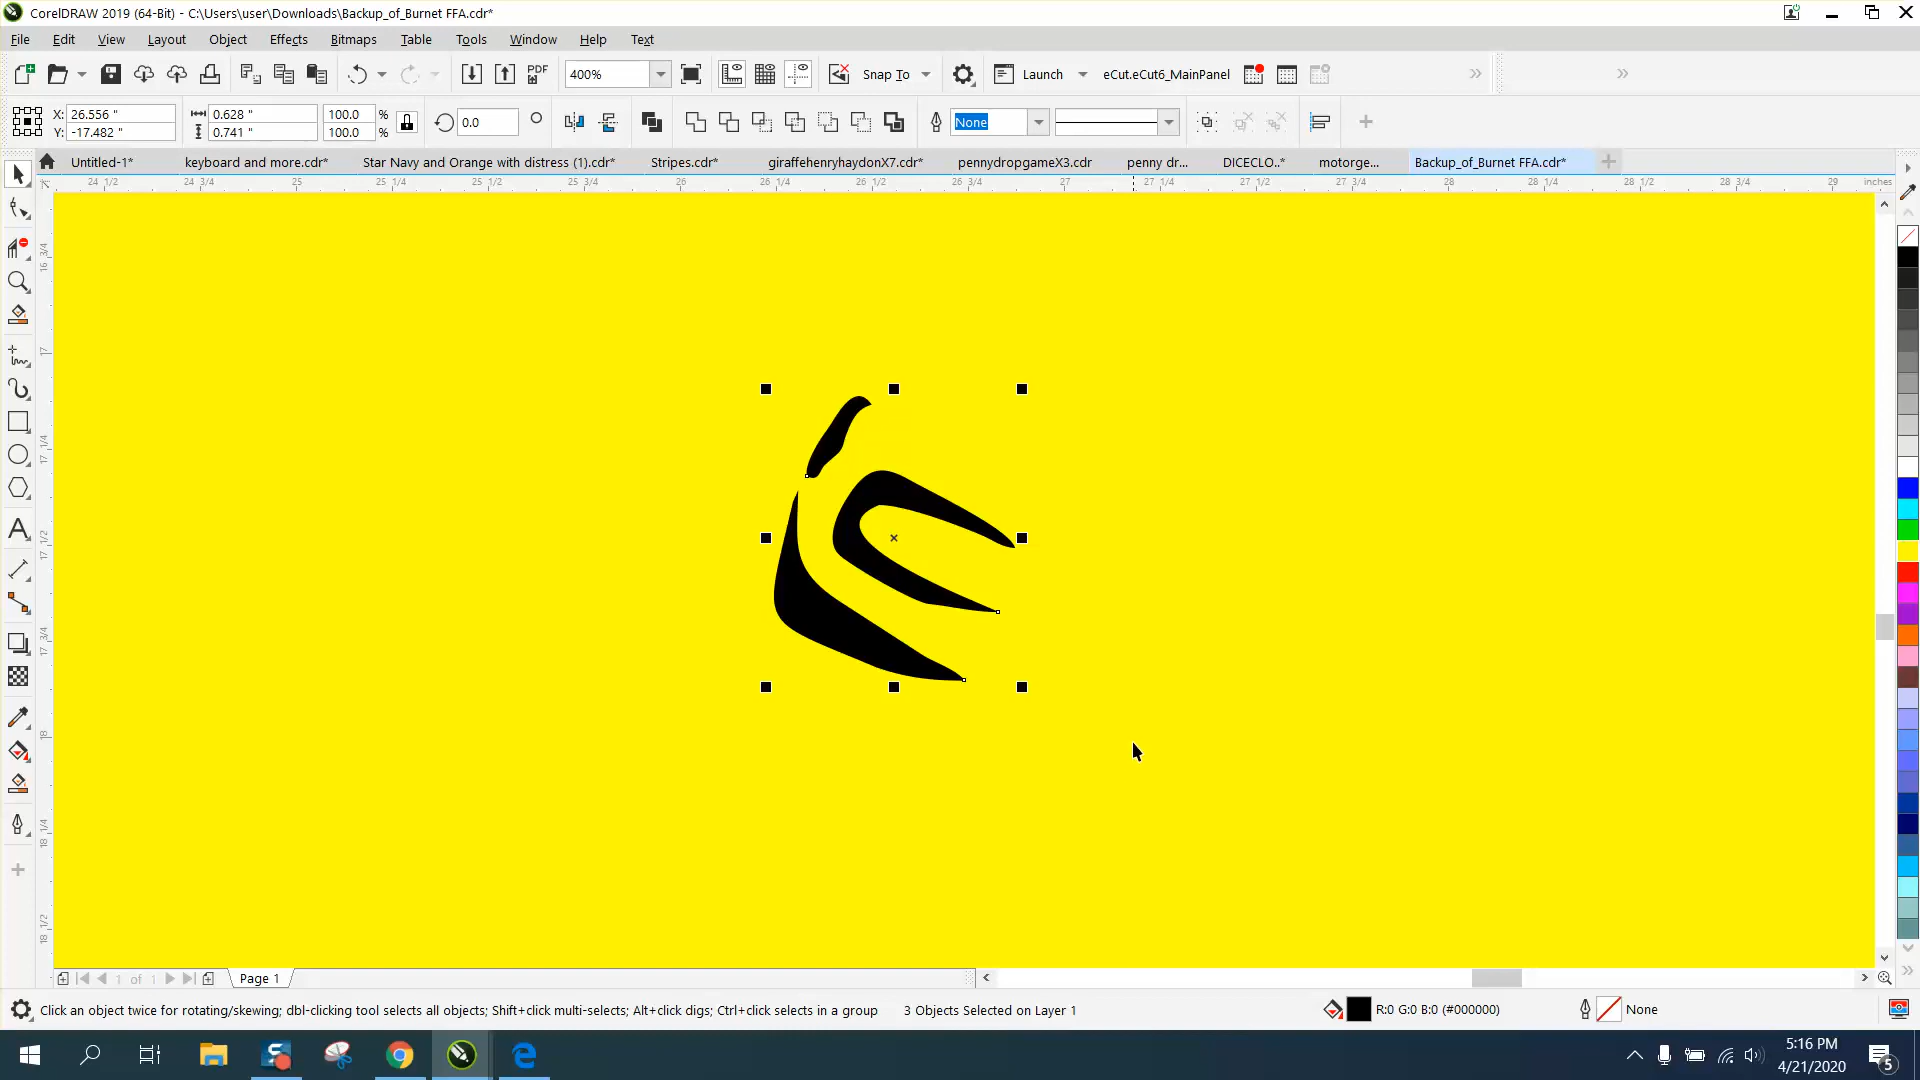 CorelDRAW 2019 (64-Bit) - C:\Users\user\Downloads\Backup_of_Burnet FFA.cdr*
File Edit View Layout Object Effects Bitmaps Table Tools Window Help Text
PDF 400% Snap To Launch eCut.eCut6_MainPanel
X: 26.556 " 0.628 " 100.0 %
Y: -17.482 " 0.741 " 100.0 %
0.0 None
Untitled-1* keyboard and more.cdr* Star Navy and Orange with distress (1).cdr* Stripes.cdr* giraffehenryhaydonX7.cdr* pennydropgameX3.cdr penny dr... DICECLO..* motorge... Backup_of_Burnet FFA.cdr*
24 1/2 24 3/4 25 25 1/4 25 1/2 25 3/4 26 26 1/4 26 1/2 26 3/4 27 27 1/4 27 1/2 27 3/4 28 28 1/4 28 1/2 28 3/4 29 inches
16 3/4
17
17 1/4
17 1/2
17 3/4
18
18 1/4
18 1/2
1 of 1 Page 1
Click an object twice for rotating/skewing; dbl-clicking tool selects all objects; Shift+click multi-selects; Alt+click digs; Ctrl+click selects in a group 3 Objects Selected on Layer 1 R:0 G:0 B:0 (#000000) None
5:16 PM
4/21/2020
5